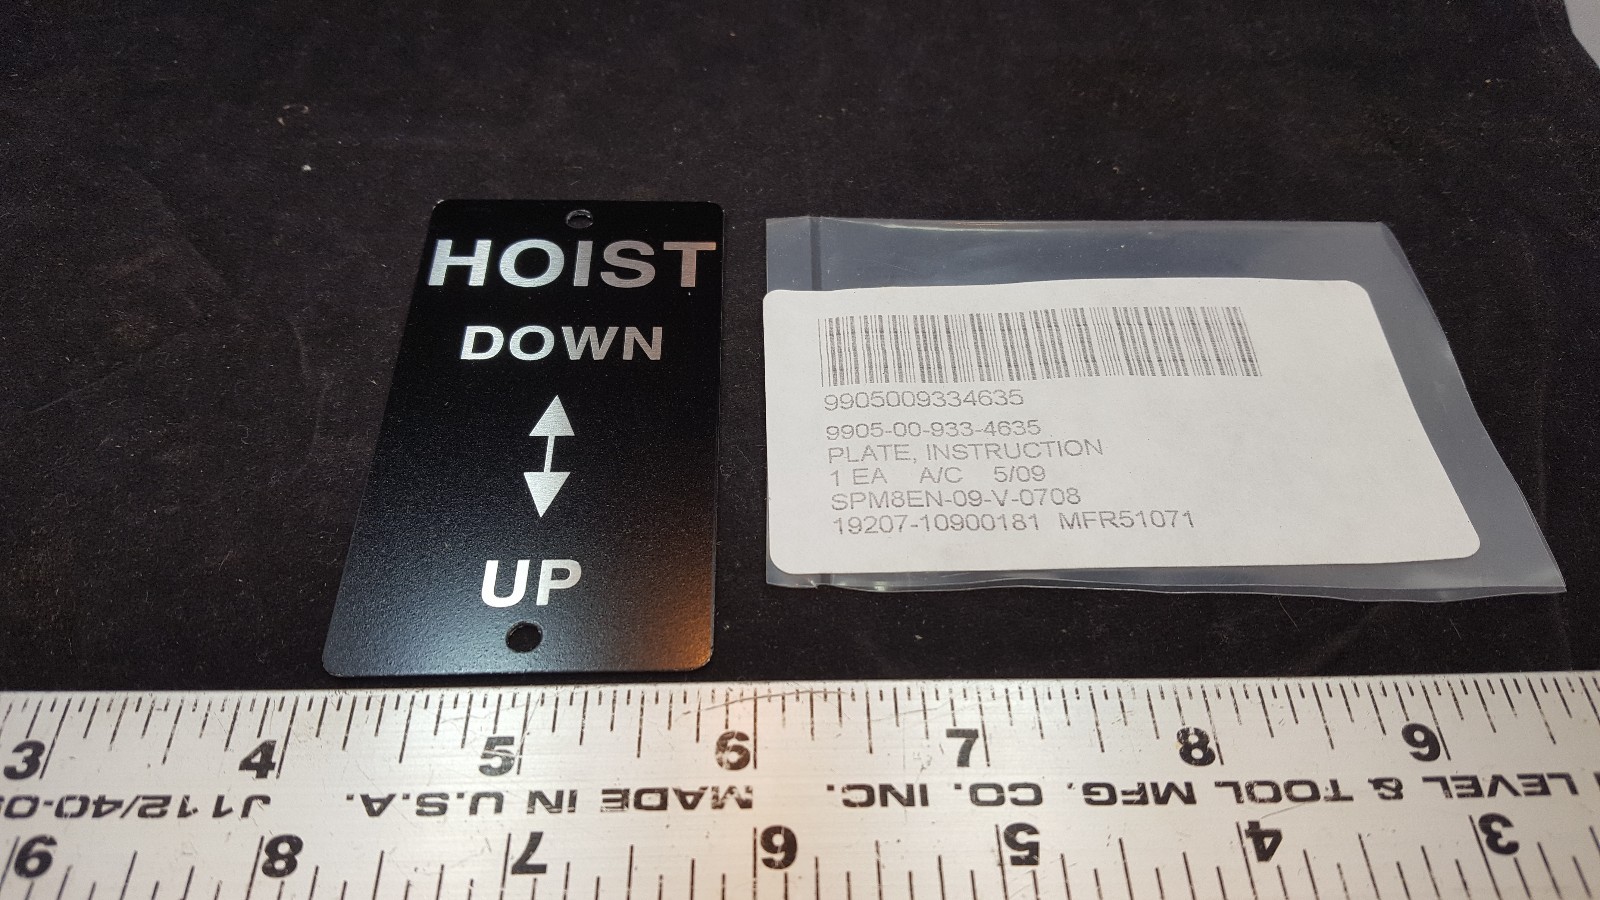 HOIST
DOWN
UP
9905009334635
9905-00-933-4635
PLATE, INSTRUCTION
1 EA A/C 5/09
SPM8EN-09-V-0708
19207-10900181 MFR51071
3 4 5 6 7 8 9
LEVEL & TOOL MFG. CO. INC. MADE IN U.S.A. J112/40-0
9 8 7 6 5 4 3